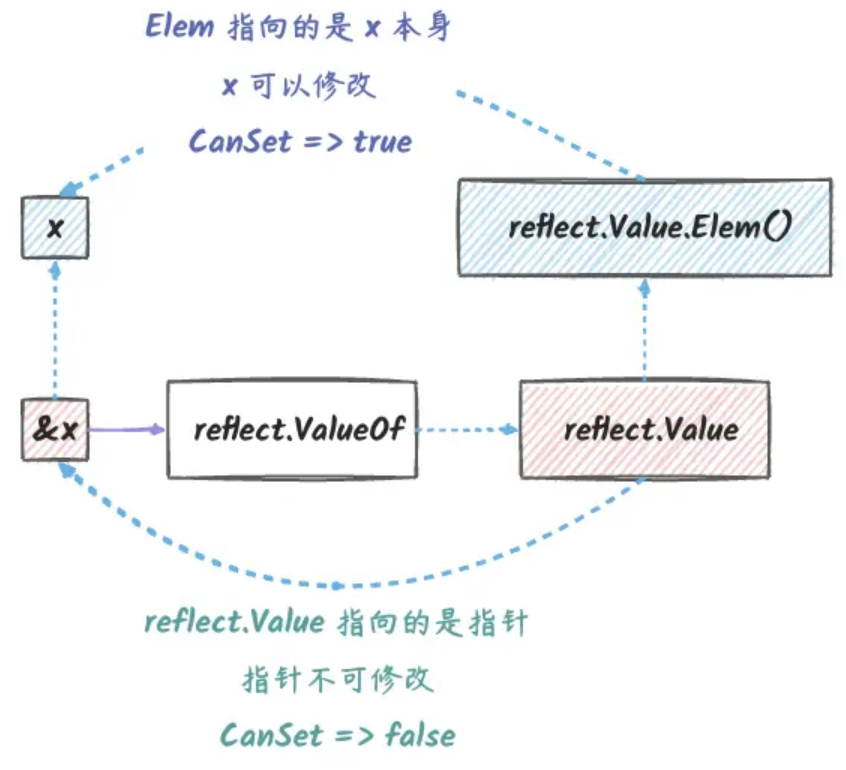 Elem 指向的是 x 本身
x 可以修改
CanSet => true
x
reflect.Value.Elem()
&x
reflect.ValueOf
reflect.Value
reflect.Value 指向的是指针
指针不可修改
CanSet => false